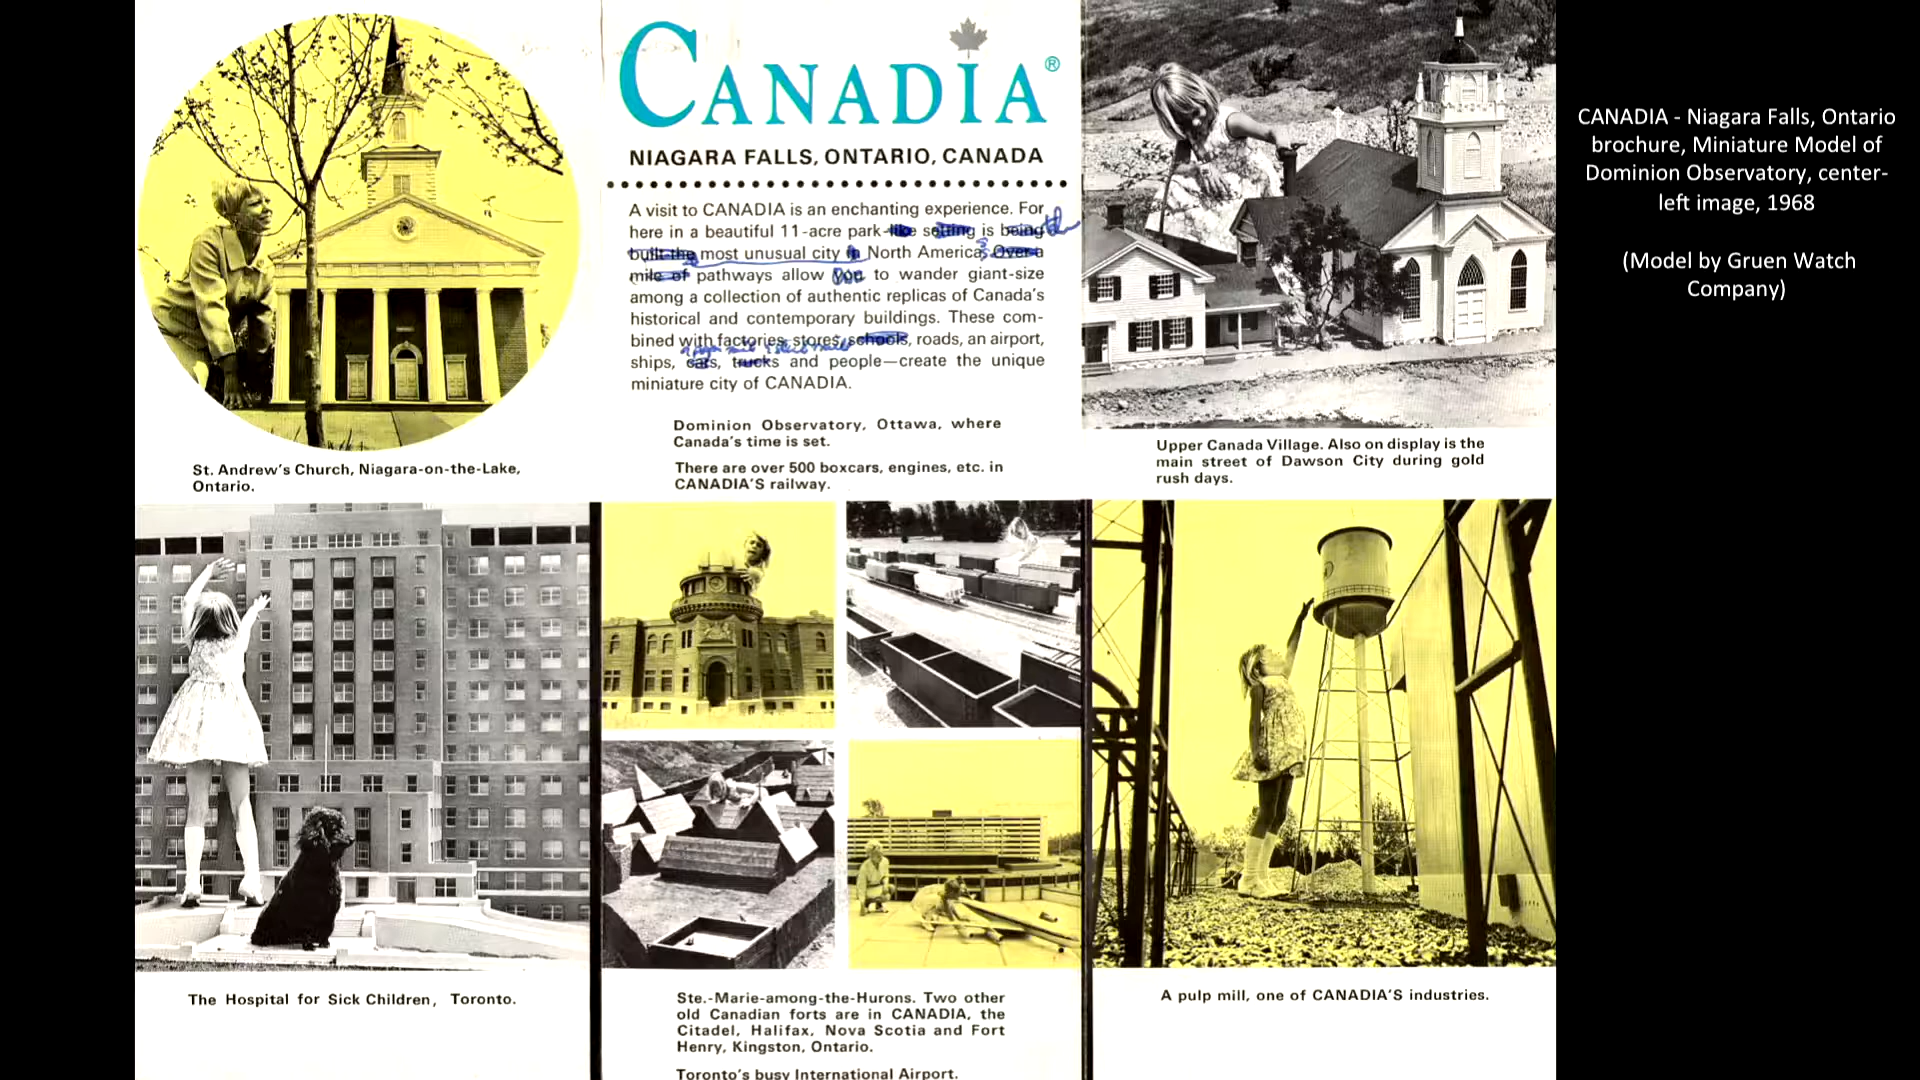 CANADIA®
NIAGARA FALLS, ONTARIO, CANADA
A visit to CANADIA is an enchanting experience. For
here in a beautiful 11-acre park-like setting is being the
built the most unusual city in North America. Over a
mile of pathways allow you to wander giant-size
among a collection of authentic replicas of Canada's
historical and contemporary buildings. These com-
bined with factories, stores, schools, roads, an airport,
ships, cars, trucks and people—create the unique
miniature city of CANADIA.
Dominion Observatory, Ottawa, where
Canada's time is set.
There are over 500 boxcars, engines, etc. in
CANADIA'S railway.
St. Andrew's Church, Niagara-on-the-Lake,
Ontario.
Upper Canada Village. Also on display is the
main street of Dawson City during gold
rush days.
The Hospital for Sick Children, Toronto.
Ste.-Marie-among-the-Hurons. Two other
old Canadian forts are in CANADIA, the
Citadel, Halifax, Nova Scotia and Fort
Henry, Kingston, Ontario.
Toronto's busy International Airport.
A pulp mill, one of CANADIA'S industries.
CANADIA - Niagara Falls, Ontario
brochure, Miniature Model of
Dominion Observatory, center-
left image, 1968
(Model by Gruen Watch
Company)